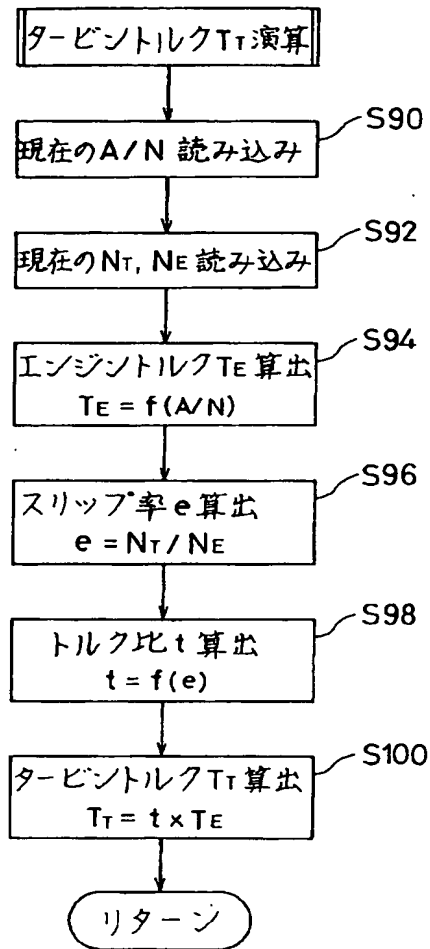 タービントルクTT演算
S90
現在のA/N 読み込み
S92
現在のNT, NE 読み込み
S94
エンジントルクTE算出
TE = f(A/N)
S96
スリップ率e算出
e = NT/NE
S98
トルク比t算出
t = f(e)
S100
タービントルクTT算出
TT = t×TE
リターン